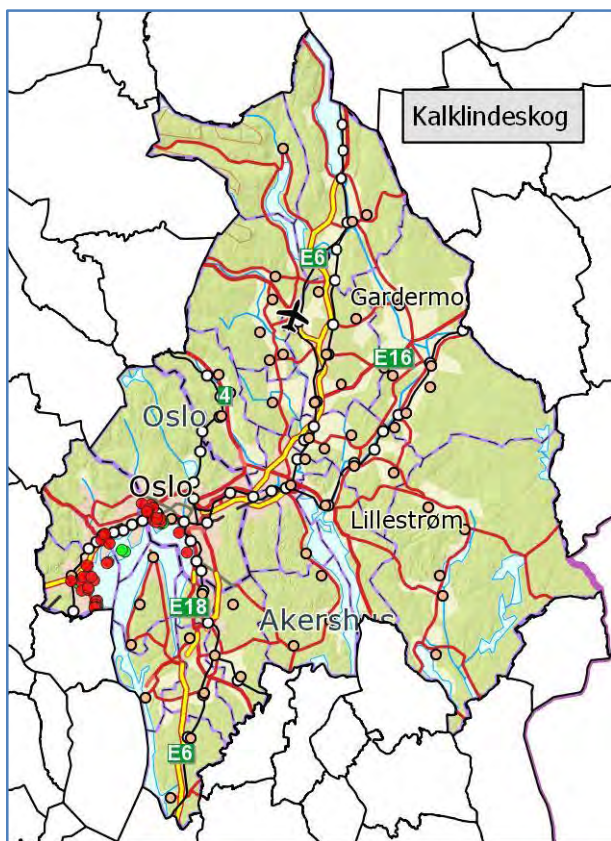 Kalklindeskog
E6
Gardermo
E16
4
Oslo
Oslo
Lillestrøm
E18
Akershus
E6